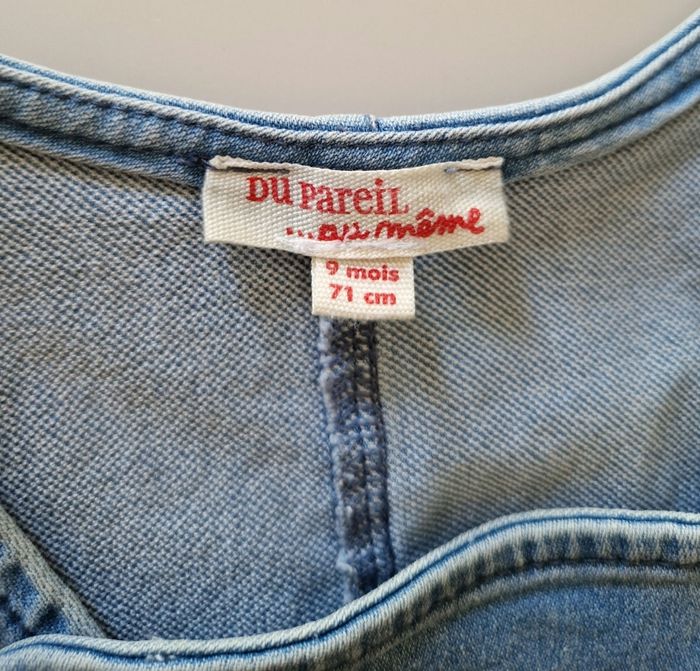 DU PareiL
...au même
9 mois
71 cm